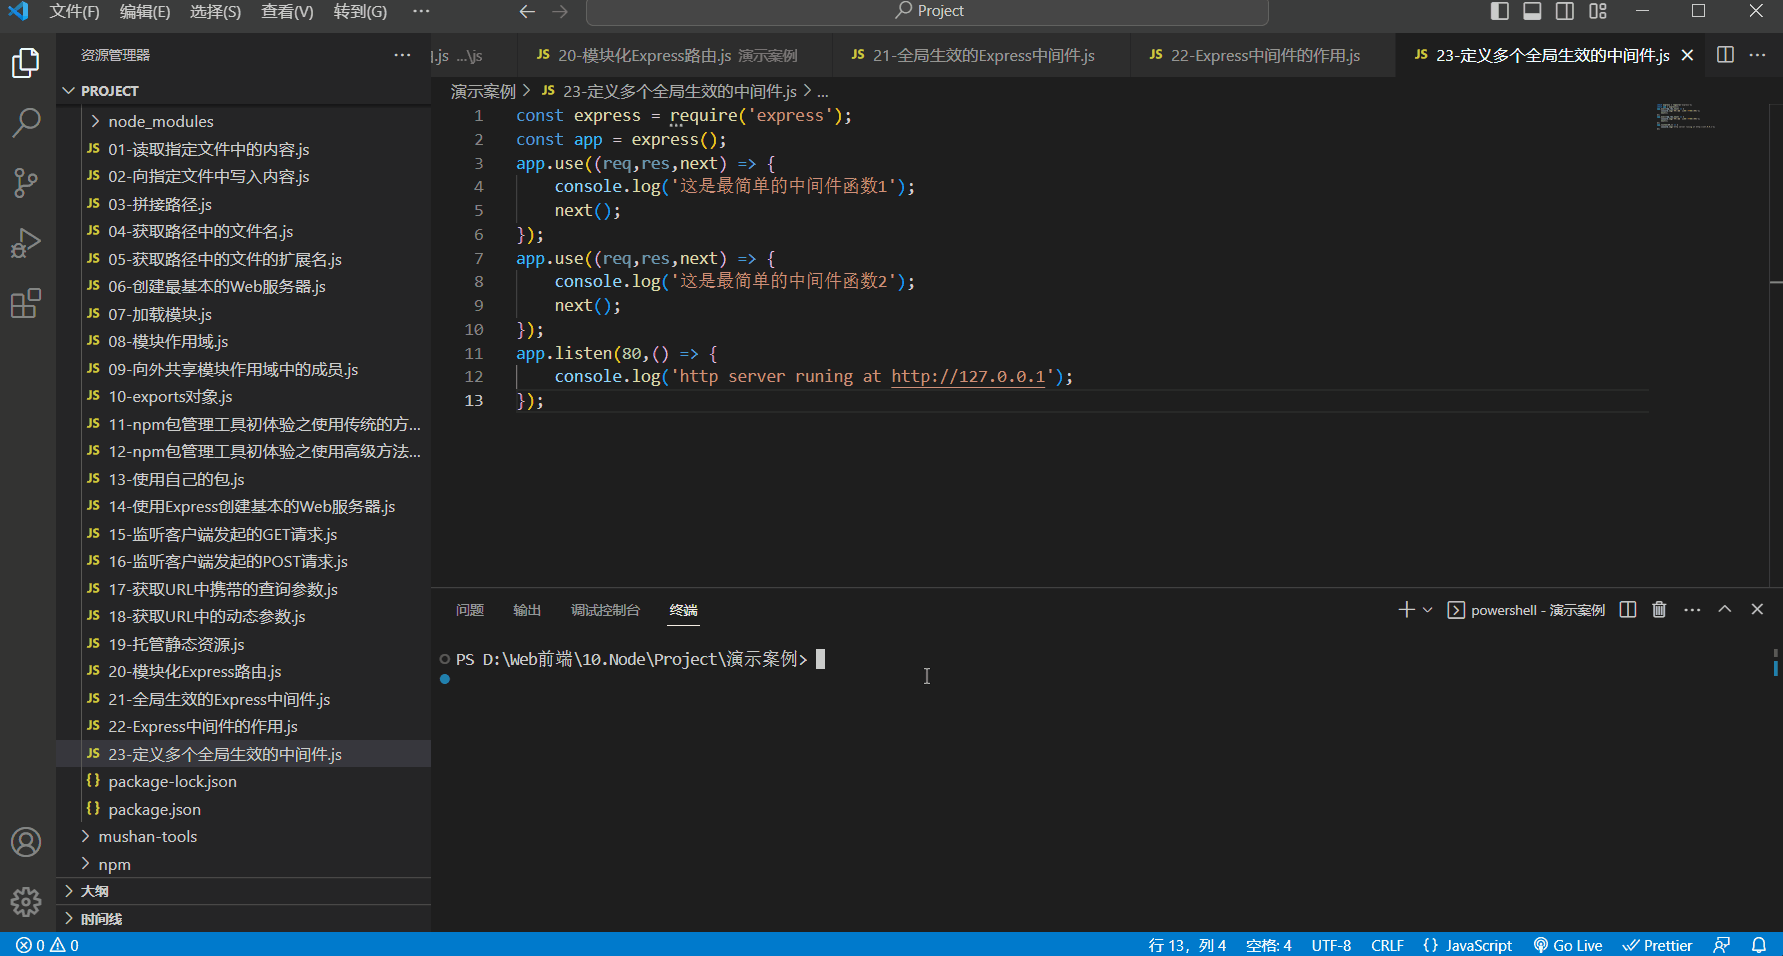 文件(F) 编辑(E) 选择(S) 查看(V) 转到(G) ··· Project
资源管理器 ···
.js ...\js
JS 20-模块化Express路由.js 演示案例
JS 21-全局生效的Express中间件.js
JS 22-Express中间件的作用.js
JS 23-定义多个全局生效的中间件.js
PROJECT
node_modules
JS 01-读取指定文件中的内容.js
JS 02-向指定文件中写入内容.js
JS 03-拼接路径.js
JS 04-获取路径中的文件名.js
JS 05-获取路径中的文件的扩展名.js
JS 06-创建最基本的Web服务器.js
JS 07-加载模块.js
JS 08-模块作用域.js
JS 09-向外共享模块作用域中的成员.js
JS 10-exports对象.js
JS 11-npm包管理工具初体验之使用传统的方...
JS 12-npm包管理工具初体验之使用高级方法...
JS 13-使用自己的包.js
JS 14-使用Express创建基本的Web服务器.js
JS 15-监听客户端发起的GET请求.js
JS 16-监听客户端发起的POST请求.js
JS 17-获取URL中携带的查询参数.js
JS 18-获取URL中的动态参数.js
JS 19-托管静态资源.js
JS 20-模块化Express路由.js
JS 21-全局生效的Express中间件.js
JS 22-Express中间件的作用.js
JS 23-定义多个全局生效的中间件.js
{} package-lock.json
{} package.json
mushan-tools
npm
大纲
时间线
演示案例 > JS 23-定义多个全局生效的中间件.js > ...
1 const express = require('express');
2 const app = express();
3 app.use((req,res,next) => {
4 console.log('这是最简单的中间件函数1');
5 next();
6 });
7 app.use((req,res,next) => {
8 console.log('这是最简单的中间件函数2');
9 next();
10 });
11 app.listen(80,() => {
12 console.log('http server runing at http://127.0.0.1');
13 });
问题 输出 调试控制台 终端
powershell - 演示案例
PS D:\Web前端\10.Node\Project\演示案例>
0 0
行 13，列 4 空格: 4 UTF-8 CRLF {} JavaScript Go Live Prettier